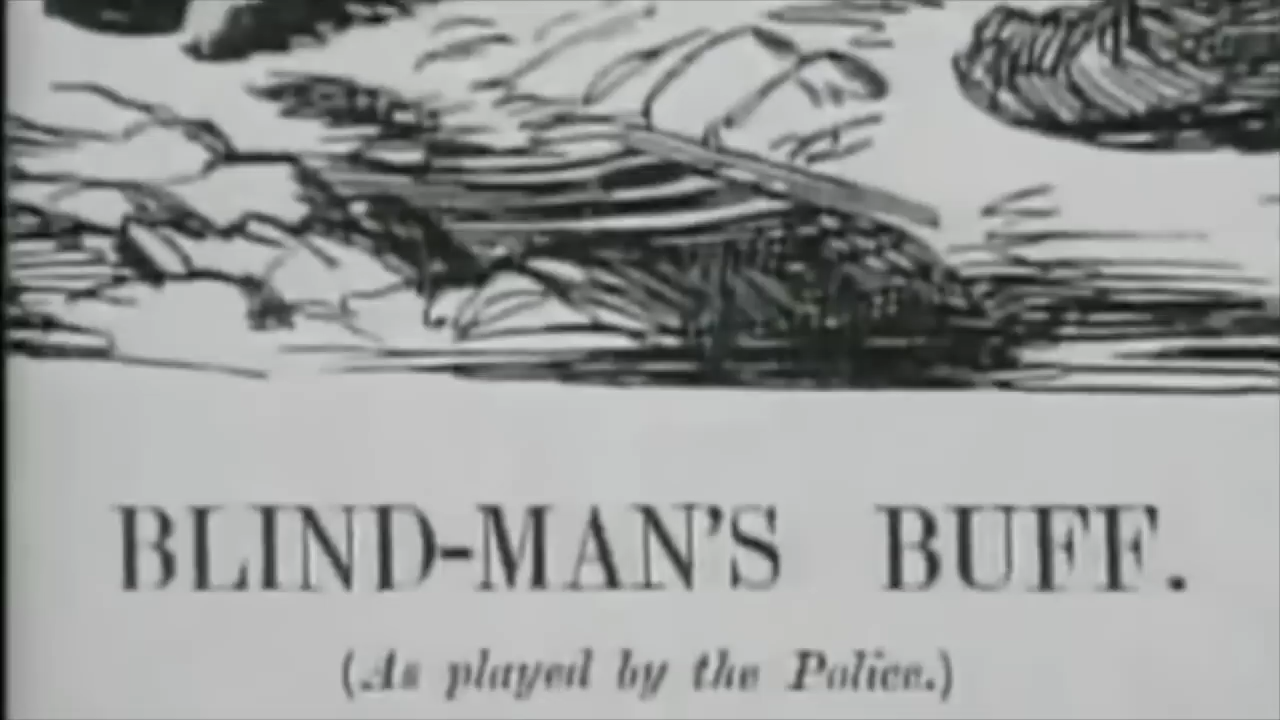 BLIND-MAN'S BUFF.
(As played by the Police.)